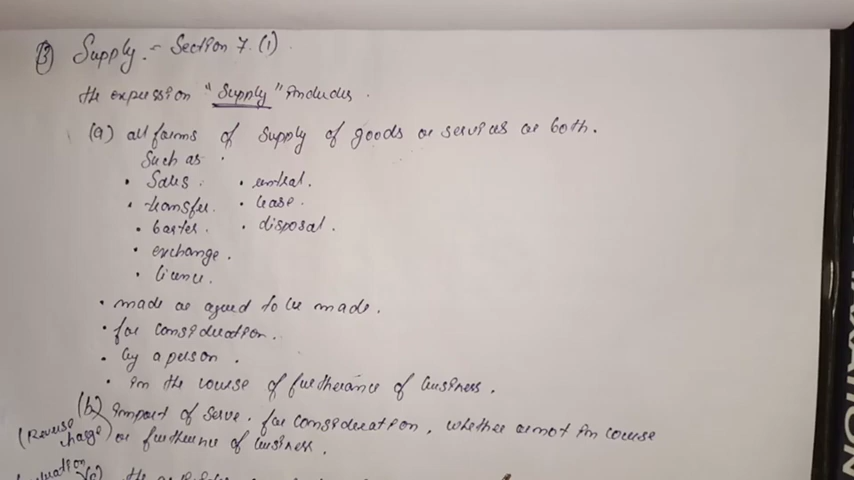 (3) Supply :- Section 7.(1).
the expression "Supply" includes.
(a) all forms of supply of goods or services or both.
Such as.
• Sales. • rental.
• transfer. • lease.
• barter. • disposal.
• exchange.
• licence.
• made or agreed to be made.
• for consideration.
• by a person.
• in the course of furtherance of business.
(b) import of serve. for consideration, whether or not in course
(Reverse charge) or furtherence of business.
(c) the